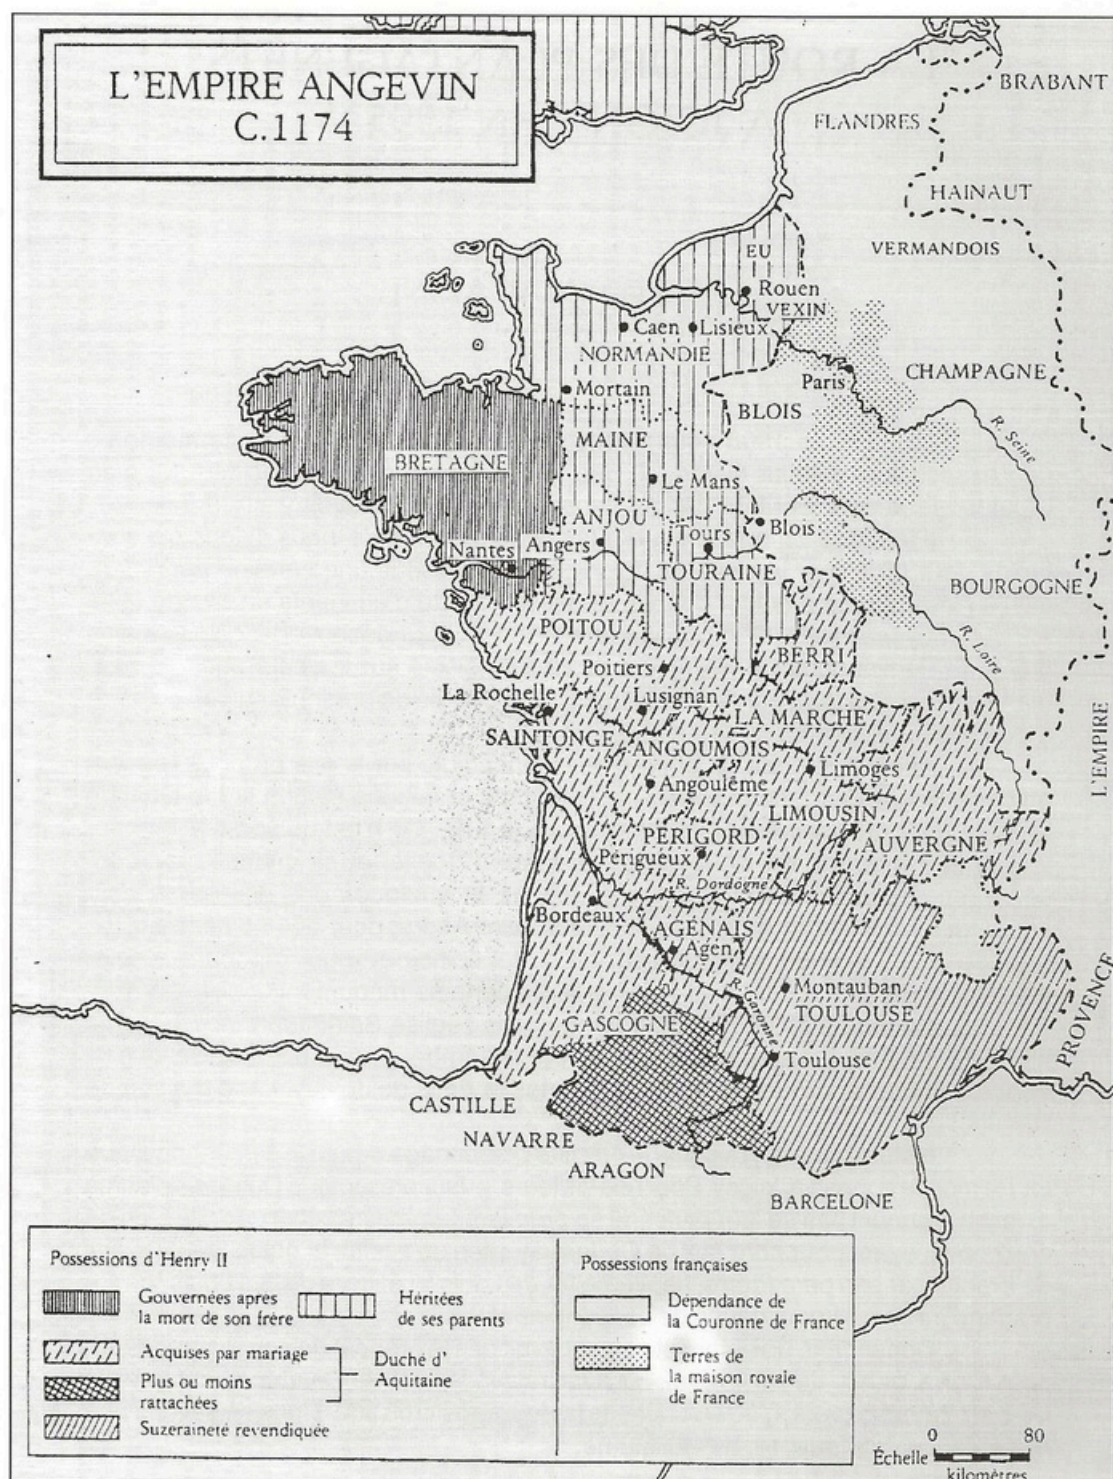 L'EMPIRE ANGEVIN
C.1174
BRABANT
FLANDRES
HAINAUT
VERMANDOIS
EU
Rouen
VEXIN
Caen
Lisieux
NORMANDIE
Paris
CHAMPAGNE
Mortain
BLOIS
R. Seine
MAINE
BRETAGNE
Le Mans
ANJOU
Blois
Tours
Nantes
Angers
TOURAINE
BOURGOGNE
POITOU
R. Loire
BERRI
Poitiers
La Rochelle
Lusignan
LA MARCHE
SAINTONGE
ANGOUMOIS
L'EMPIRE
Limoges
Angoulême
LIMOUSIN
PÉRIGORD
AUVERGNE
Périgueux
R. Dordogne
Bordeaux
AGENAIS
Agen
R. Garonne
Montauban
TOULOUSE
GASCOGNE
PROVENCE
Toulouse
CASTILLE
NAVARRE
ARAGON
BARCELONE
Possessions d'Henry II
Gouvernées après
la mort de son frère
Héritées
de ses parents
Acquises par mariage
Duché d'
Aquitaine
Plus ou moins
rattachées
Suzeraineté revendiquée
Possessions françaises
Dépendance de
la Couronne de France
Terres de
la maison royale
de France
0 80
Échelle
kilomètres